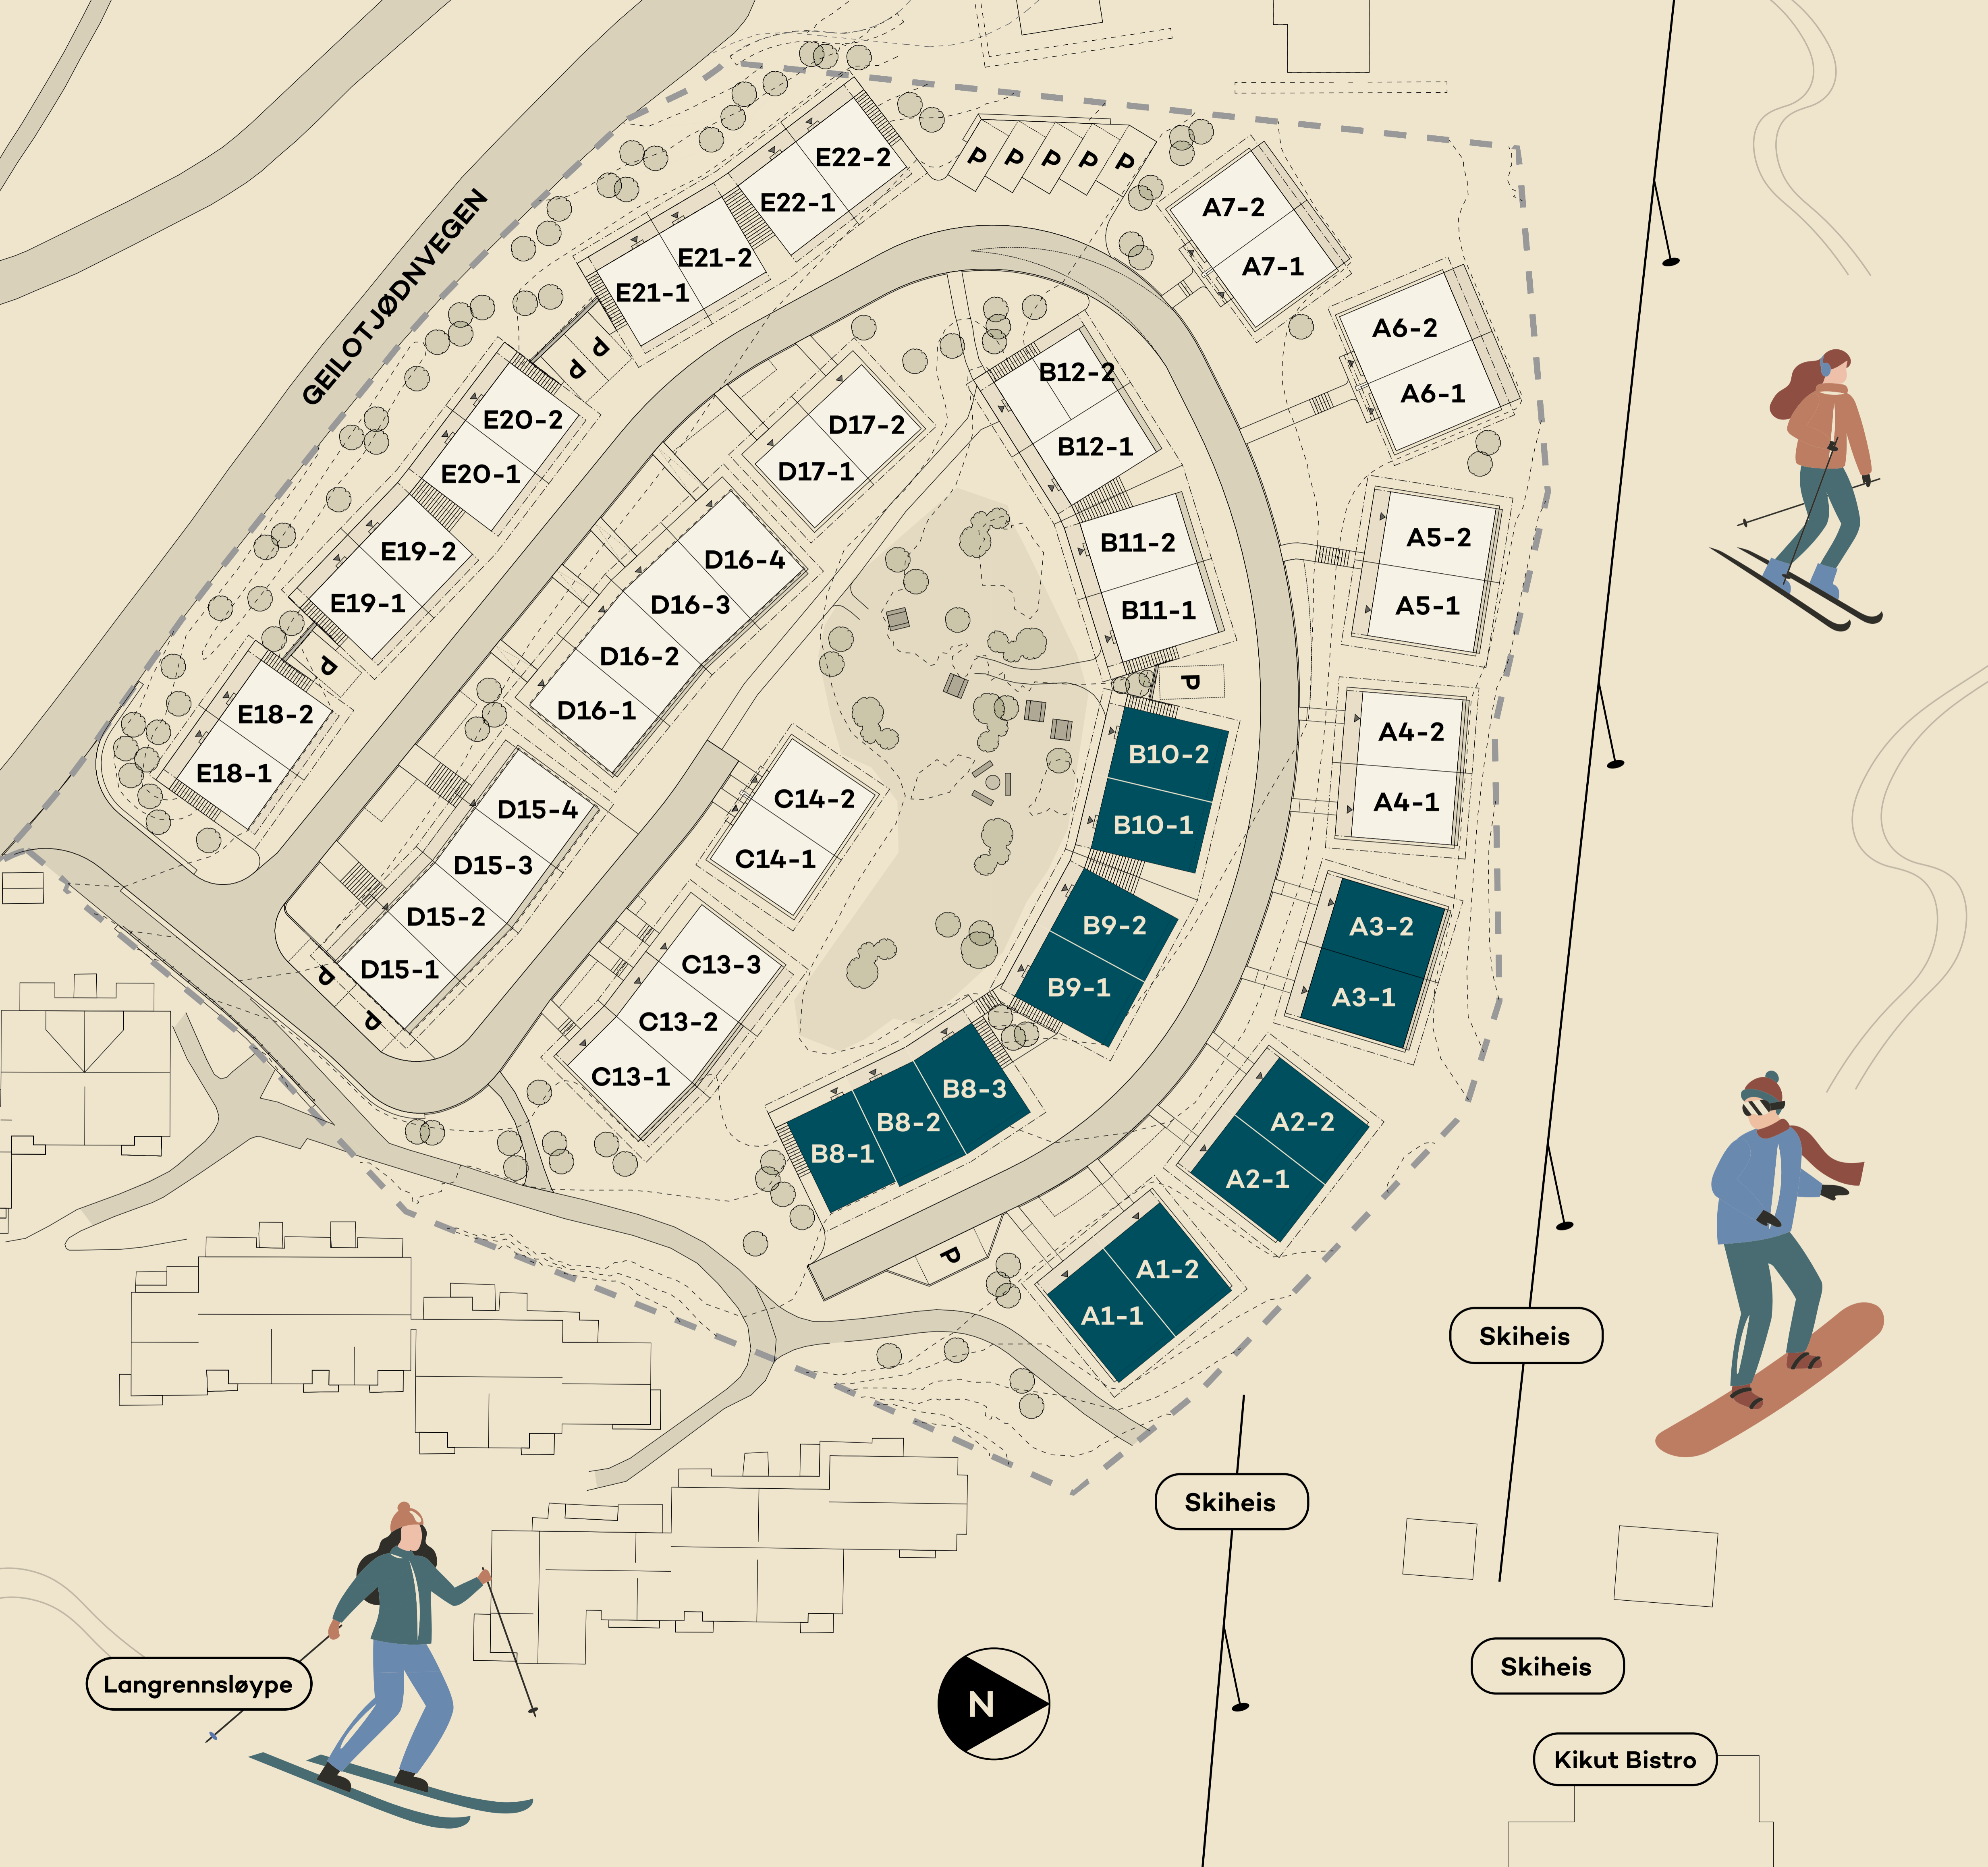 GEILOTJØDNVEGEN
E22-2
E22-1
E21-2
E21-1
P
P
P
P
P
A7-2
A7-1
A6-2
A6-1
P
P
E20-2
E20-1
E19-2
E19-1
P
E18-2
E18-1
D17-2
D17-1
D16-4
D16-3
D16-2
D16-1
B12-2
B12-1
B11-2
B11-1
P
A5-2
A5-1
A4-2
A4-1
D15-4
D15-3
D15-2
D15-1
P
P
C14-2
C14-1
C13-3
C13-2
C13-1
B10-2
B10-1
B9-2
B9-1
A3-2
A3-1
B8-3
B8-2
B8-1
A2-2
A2-1
P
A1-2
A1-1
Skiheis
Skiheis
Skiheis
Langrennsløype
N
Kikut Bistro